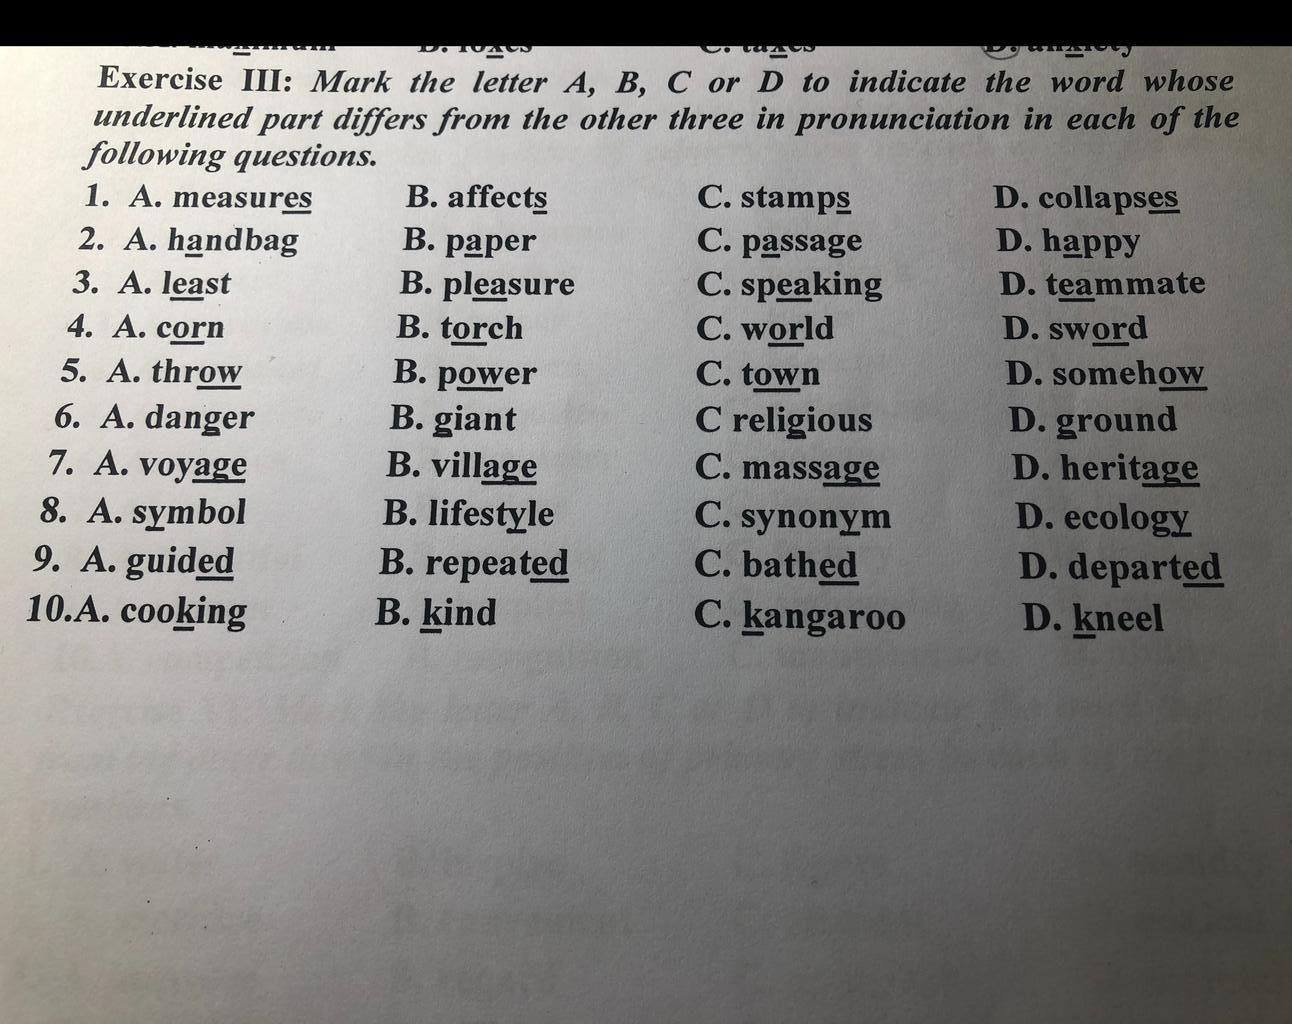 B. foxes C. taxes D. anxiety
Exercise III: Mark the letter A, B, C or D to indicate the word whose
underlined part differs from the other three in pronunciation in each of the
following questions.
1. A. measures B. affects C. stamps D. collapses
2. A. handbag B. paper C. passage D. happy
3. A. least B. pleasure C. speaking D. teammate
4. A. corn B. torch C. world D. sword
5. A. throw B. power C. town D. somehow
6. A. danger B. giant C religious D. ground
7. A. voyage B. village C. massage D. heritage
8. A. symbol B. lifestyle C. synonym D. ecology
9. A. guided B. repeated C. bathed D. departed
10.A. cooking B. kind C. kangaroo D. kneel